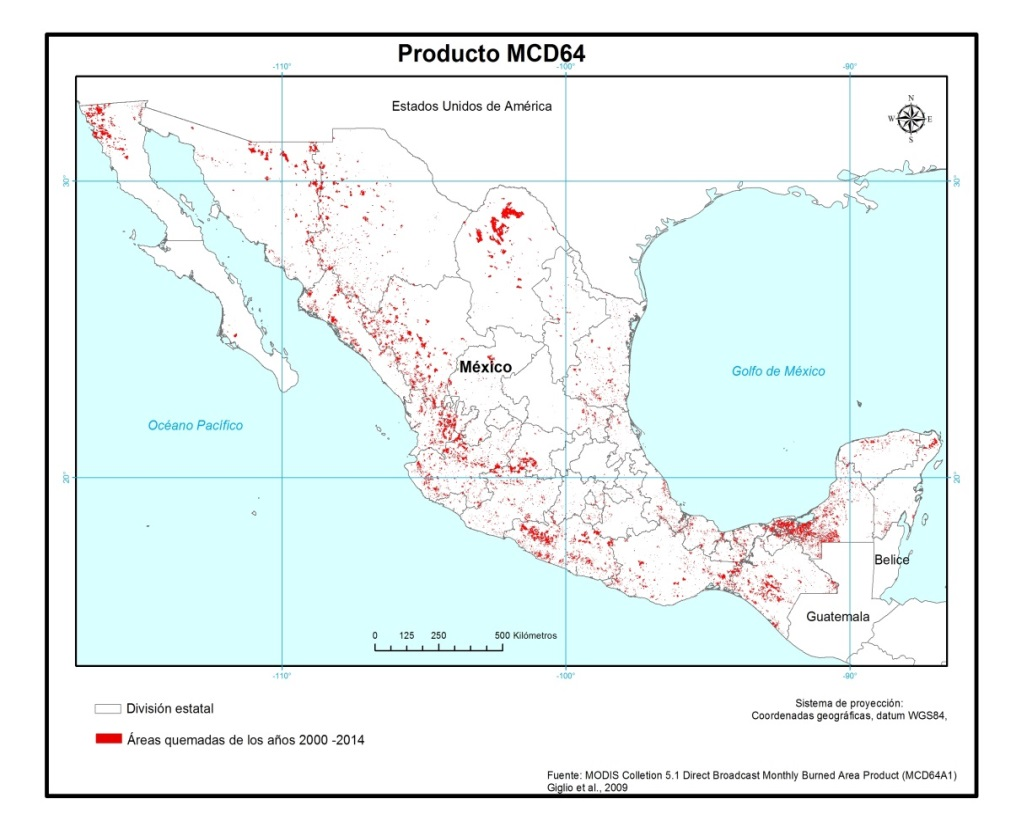 Producto MCD64
-110° -100° -90°
Estados Unidos de América
N
W E
S
30° 30°
México
Golfo de México
Océano Pacífico
20° 20°
Belice
Guatemala
0 125 250 500 Kilómetros
-110° -100° -90°
División estatal
Áreas quemadas de los años 2000 -2014
Sistema de proyección:
Coordenadas geográficas, datum WGS84,
Fuente: MODIS Colletion 5.1 Direct Broadcast Monthly Burned Area Product (MCD64A1)
Giglio et al., 2009